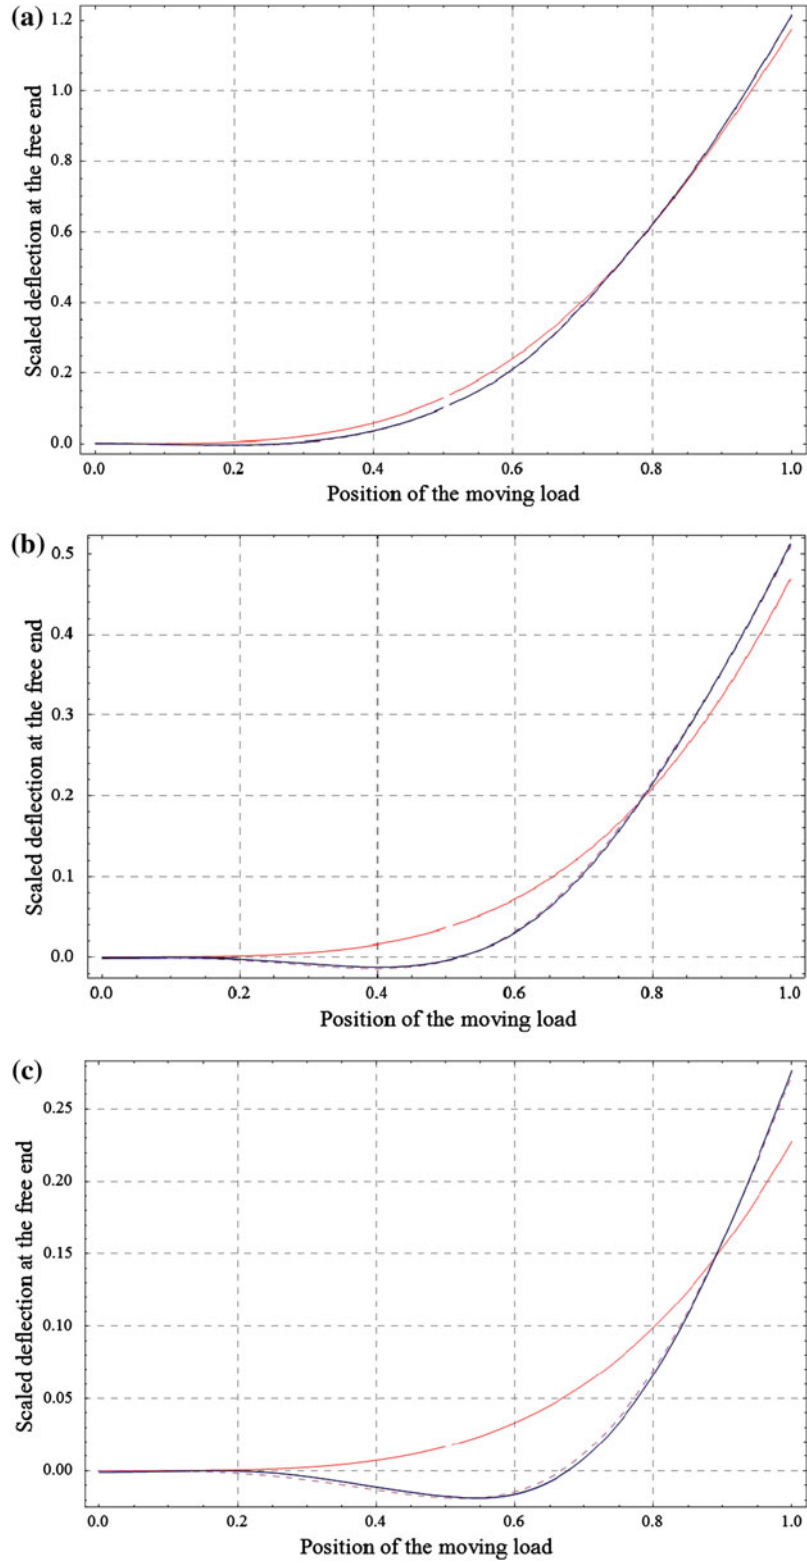 (a)
1.2
1.0
0.8
0.6
0.4
0.2
0.0
Scaled deflection at the free end
0.0 0.2 0.4 0.6 0.8 1.0
Position of the moving load
(b)
0.5
0.4
0.3
0.2
0.1
0.0
Scaled deflection at the free end
0.0 0.2 0.4 0.6 0.8 1.0
Position of the moving load
(c)
0.25
0.20
0.15
0.10
0.05
0.00
Scaled deflection at the free end
0.0 0.2 0.4 0.6 0.8 1.0
Position of the moving load